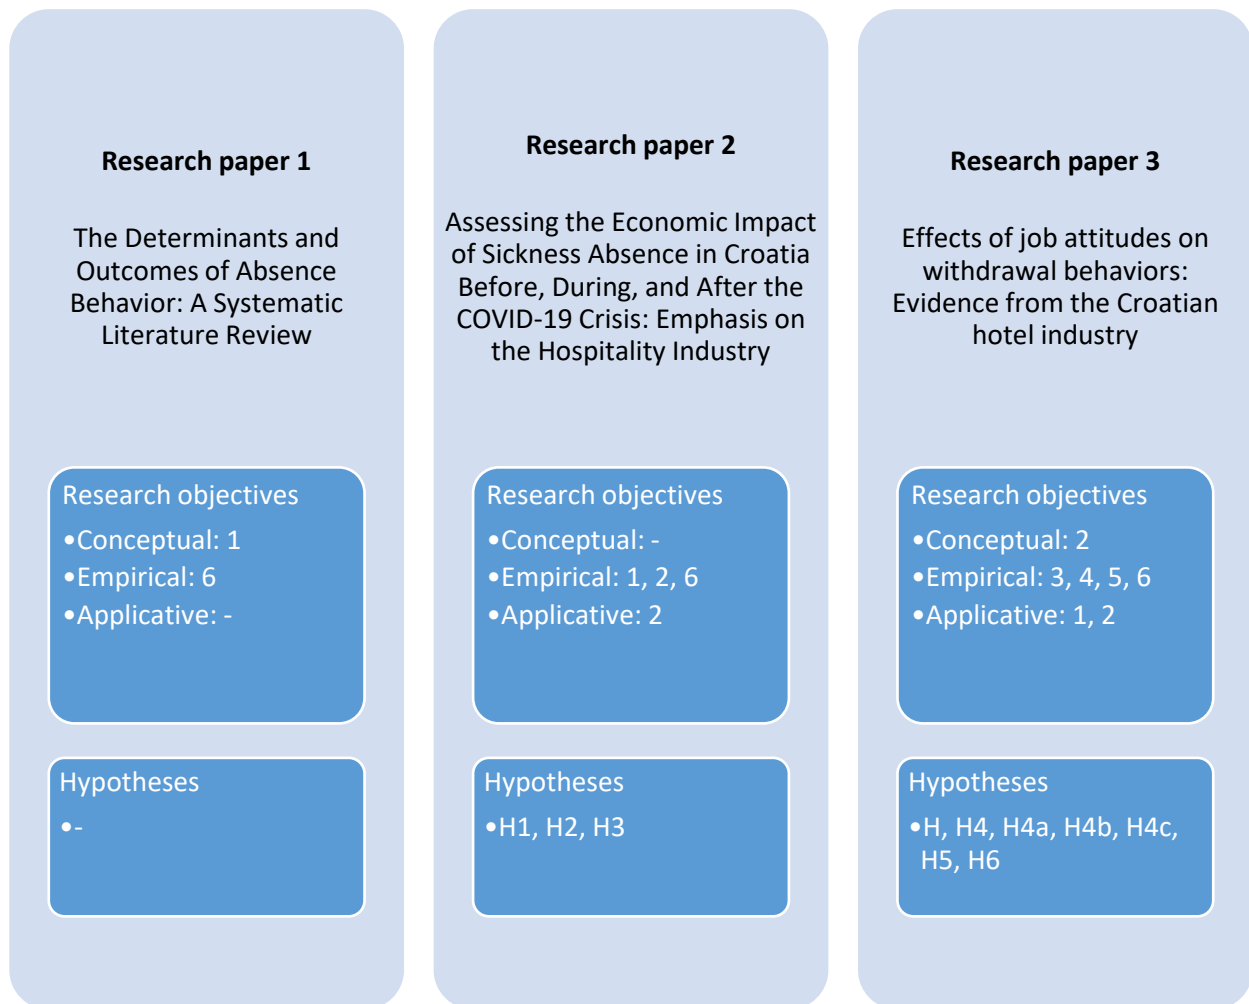 Research paper 1
The Determinants and
Outcomes of Absence
Behavior: A Systematic
Literature Review
Research objectives
•Conceptual: 1
•Empirical: 6
•Applicative: -
Hypotheses
•-
Research paper 2
Assessing the Economic Impact
of Sickness Absence in Croatia
Before, During, and After the
COVID-19 Crisis: Emphasis on
the Hospitality Industry
Research objectives
•Conceptual: -
•Empirical: 1, 2, 6
•Applicative: 2
Hypotheses
•H1, H2, H3
Research paper 3
Effects of job attitudes on
withdrawal behaviors:
Evidence from the Croatian
hotel industry
Research objectives
•Conceptual: 2
•Empirical: 3, 4, 5, 6
•Applicative: 1, 2
Hypotheses
•H, H4, H4a, H4b, H4c,
H5, H6